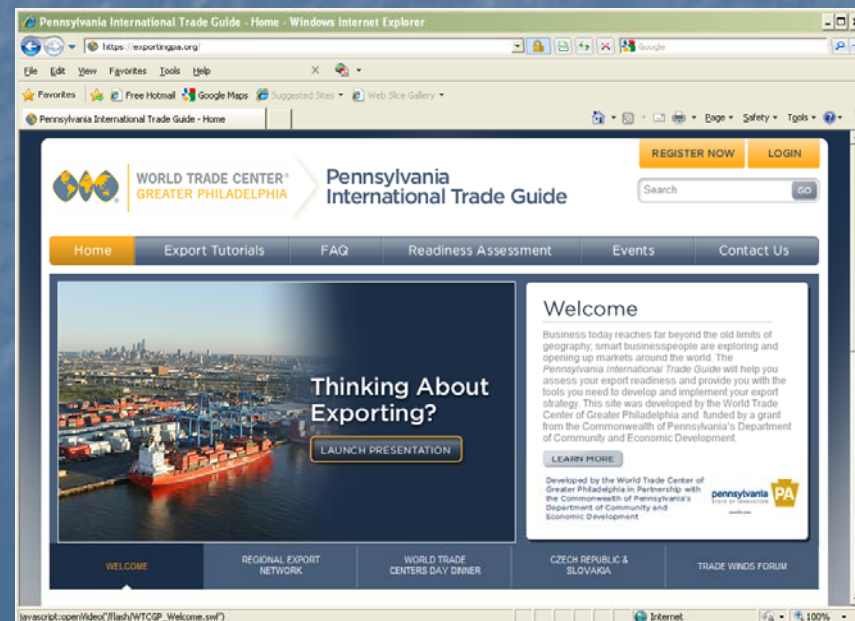 Pennsylvania International Trade Guide - Home - Windows Internet Explorer
https://exportingpa.org/
Google
File Edit View Favorites Tools Help
Favorites Free Hotmail Google Maps Suggested Sites Web Slice Gallery
Pennsylvania International Trade Guide - Home
Page Safety Tools
REGISTER NOW LOGIN
WORLD TRADE CENTER®
GREATER PHILADELPHIA
Pennsylvania
International Trade Guide
Search GO
Home Export Tutorials FAQ Readiness Assessment Events Contact Us
Thinking About
Exporting?
LAUNCH PRESENTATION
Welcome
Business today reaches far beyond the old limits of
geography; smart businesspeople are exploring and
opening up markets around the world. The
Pennsylvania International Trade Guide will help you
assess your export readiness and provide you with the
tools you need to develop and implement your export
strategy. This site was developed by the World Trade
Center of Greater Philadelphia and funded by a grant
from the Commonwealth of Pennsylvania's Department
of Community and Economic Development.
LEARN MORE
Developed by the World Trade Center of
Greater Philadelphia in Partnership with
the Commonwealth of Pennsylvania's
Department of Community and
Economic Development
pennsylvania PA
STATE OF INNOVATION
WELCOME
REGIONAL EXPORT
NETWORK
WORLD TRADE
CENTERS DAY DINNER
CZECH REPUBLIC &
SLOVAKIA
TRADE WINDS FORUM
javascript:openVideo("/flash/WTCGP_Welcome.swf") Internet 100%